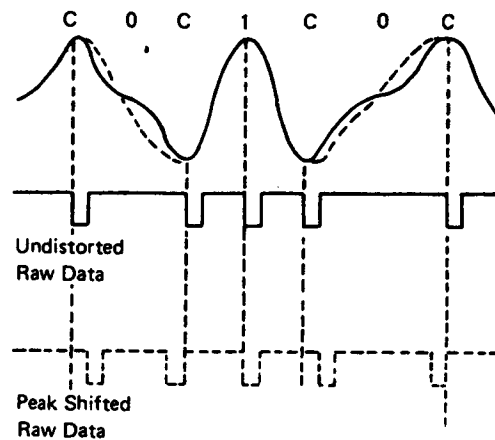 C 0 C 1 C 0 C
Undistorted
Raw Data
Peak Shifted
Raw Data